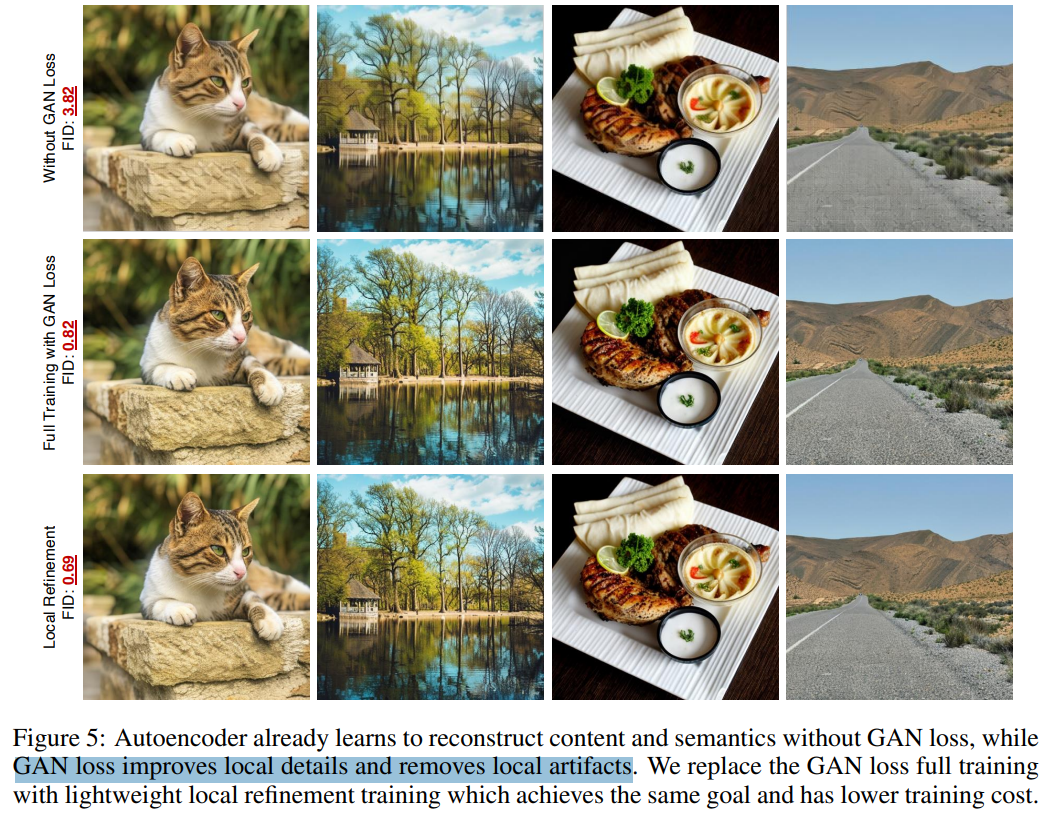 Without GAN Loss
FID: 3.82
Full Training with GAN Loss
FID: 0.82
Local Refinement
FID: 0.69
Figure 5: Autoencoder already learns to reconstruct content and semantics without GAN loss, while
GAN loss improves local details and removes local artifacts. We replace the GAN loss full training
with lightweight local refinement training which achieves the same goal and has lower training cost.